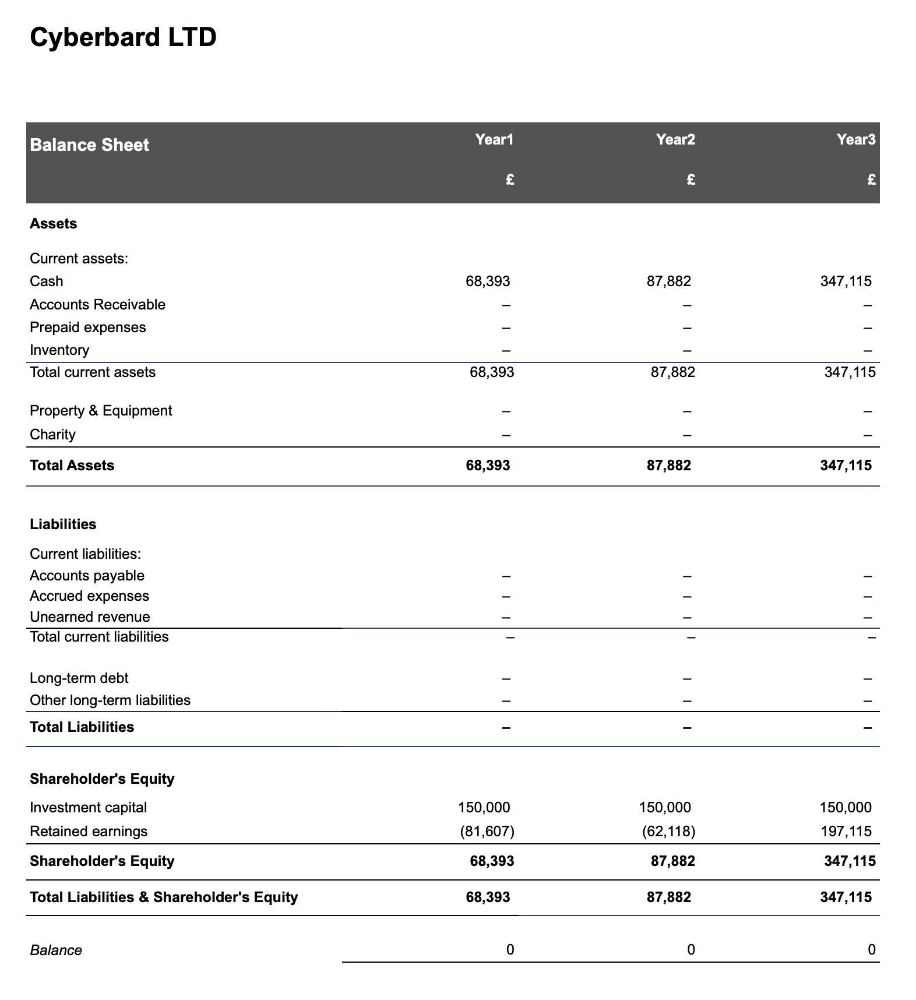 Cyberbard LTD
Balance Sheet Year1 Year2 Year3
£ £ £
Assets
Current assets:
Cash 68,393 87,882 347,115
Accounts Receivable – – –
Prepaid expenses – – –
Inventory – – –
Total current assets 68,393 87,882 347,115
Property & Equipment – – –
Charity – – –
Total Assets 68,393 87,882 347,115
Liabilities
Current liabilities:
Accounts payable – – –
Accrued expenses – – –
Unearned revenue – – –
Total current liabilities – – –
Long-term debt – – –
Other long-term liabilities – – –
Total Liabilities – – –
Shareholder's Equity
Investment capital 150,000 150,000 150,000
Retained earnings (81,607) (62,118) 197,115
Shareholder's Equity 68,393 87,882 347,115
Total Liabilities & Shareholder's Equity 68,393 87,882 347,115
Balance 0 0 0